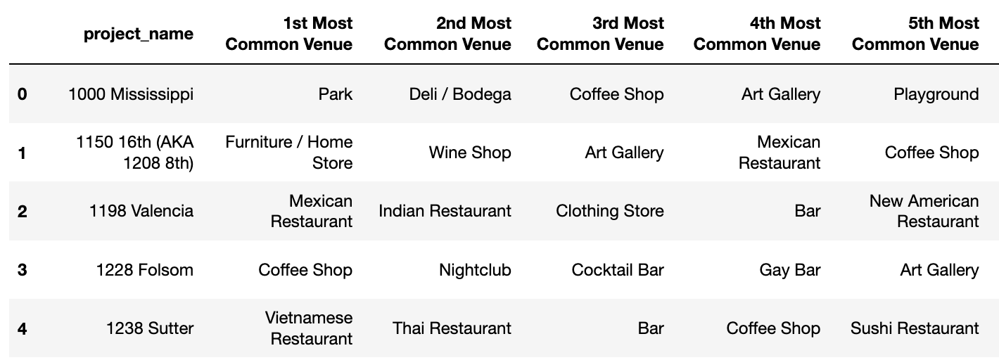 project_name 1st Most Common Venue 2nd Most Common Venue 3rd Most Common Venue 4th Most Common Venue 5th Most Common Venue
0 1000 Mississippi Park Deli / Bodega Coffee Shop Art Gallery Playground
1 1150 16th (AKA 1208 8th) Furniture / Home Store Wine Shop Art Gallery Mexican Restaurant Coffee Shop
2 1198 Valencia Mexican Restaurant Indian Restaurant Clothing Store Bar New American Restaurant
3 1228 Folsom Coffee Shop Nightclub Cocktail Bar Gay Bar Art Gallery
4 1238 Sutter Vietnamese Restaurant Thai Restaurant Bar Coffee Shop Sushi Restaurant